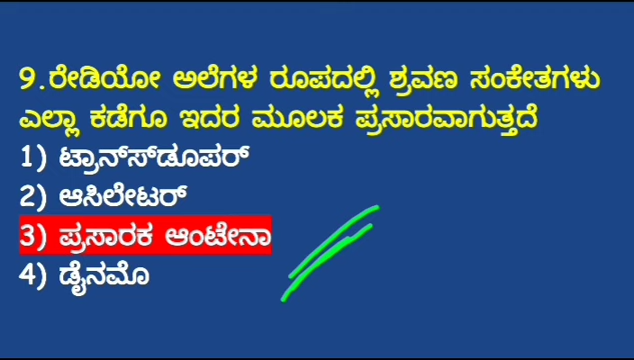 9.ರೇಡಿಯೋ ಅಲೆಗಳ ರೂಪದಲ್ಲಿ ಶ್ರವಣ ಸಂಕೇತಗಳು
ಎಲ್ಲಾ ಕಡೆಗೂ ಇದರ ಮೂಲಕ ಪ್ರಸಾರವಾಗುತ್ತದೆ
1) ಟ್ರಾನ್ಸ್‌ಡೂಪರ್
2) ಆಸಿಲೇಟರ್
3) ಪ್ರಸಾರಕ ಆಂಟೇನಾ
4) ಡೈನಮೊ